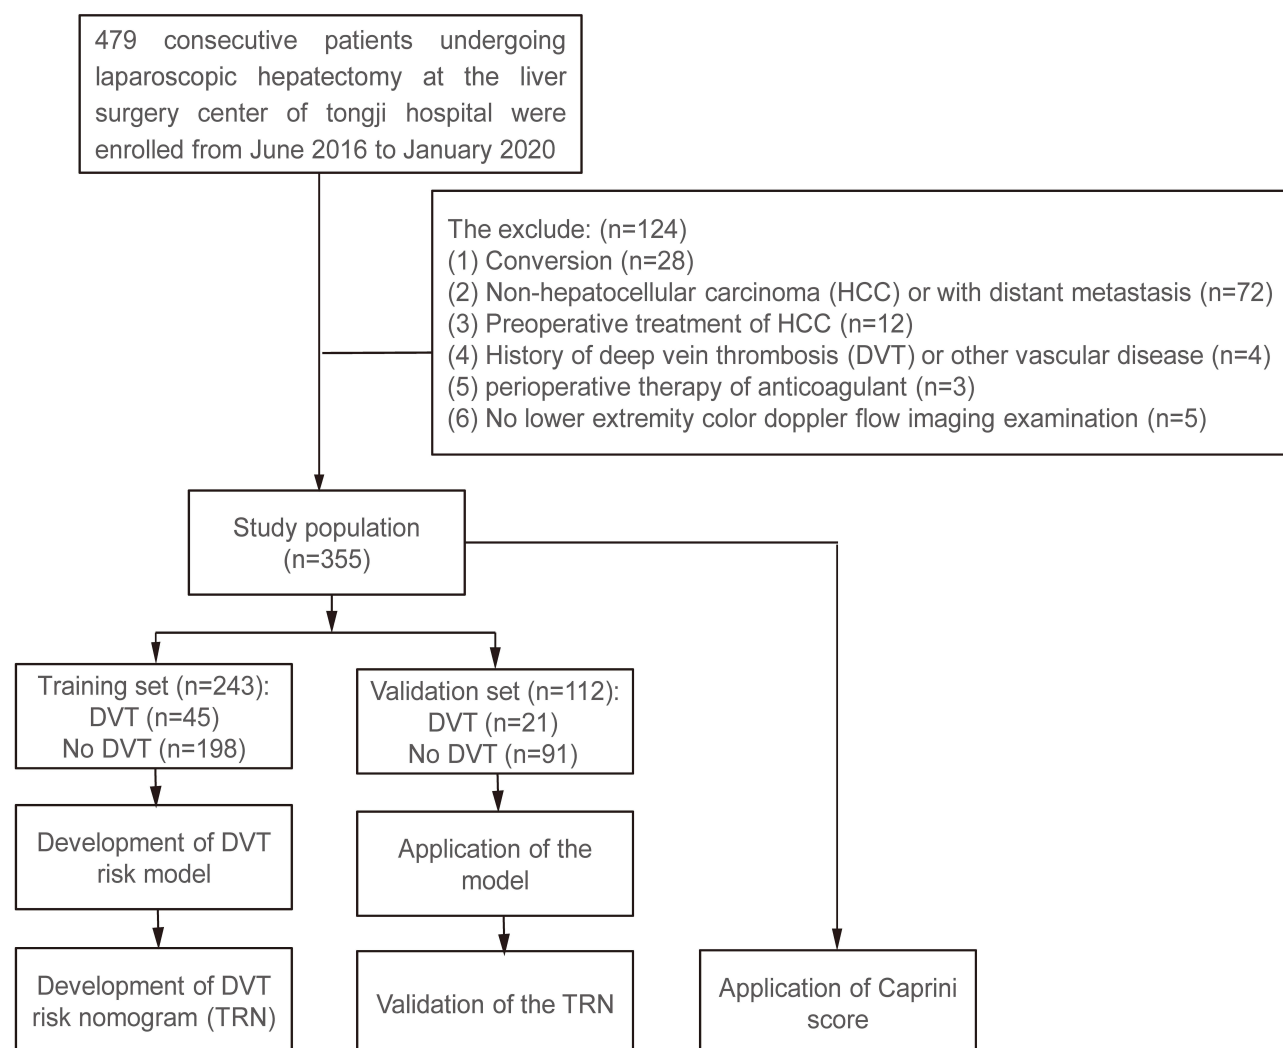 479 consecutive patients undergoing
laparoscopic hepatectomy at the liver
surgery center of tongji hospital were
enrolled from June 2016 to January 2020
The exclude: (n=124)
(1) Conversion (n=28)
(2) Non-hepatocellular carcinoma (HCC) or with distant metastasis (n=72)
(3) Preoperative treatment of HCC (n=12)
(4) History of deep vein thrombosis (DVT) or other vascular disease (n=4)
(5) perioperative therapy of anticoagulant (n=3)
(6) No lower extremity color doppler flow imaging examination (n=5)
Study population
(n=355)
Training set (n=243):
DVT (n=45)
No DVT (n=198)
Validation set (n=112):
DVT (n=21)
No DVT (n=91)
Development of DVT
risk model
Application of the
model
Development of DVT
risk nomogram (TRN)
Validation of the TRN
Application of Caprini
score